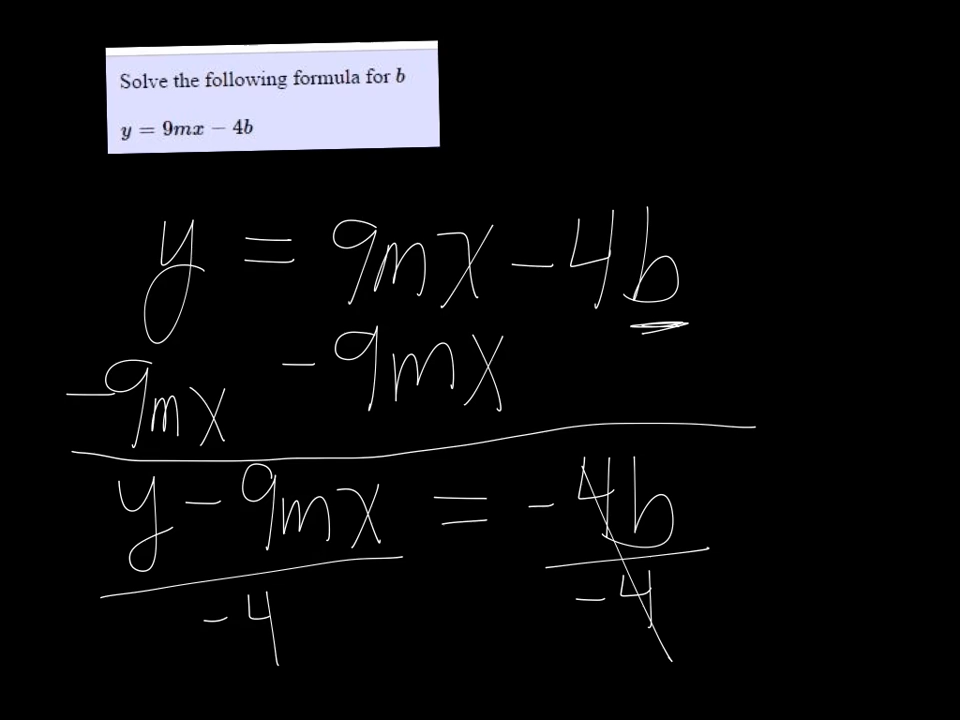 Solve the following formula for b
y = 9mx − 4b
y = 9mx - 4b
-9mx - 9mx
y - 9mx = - 4b
-4 -4